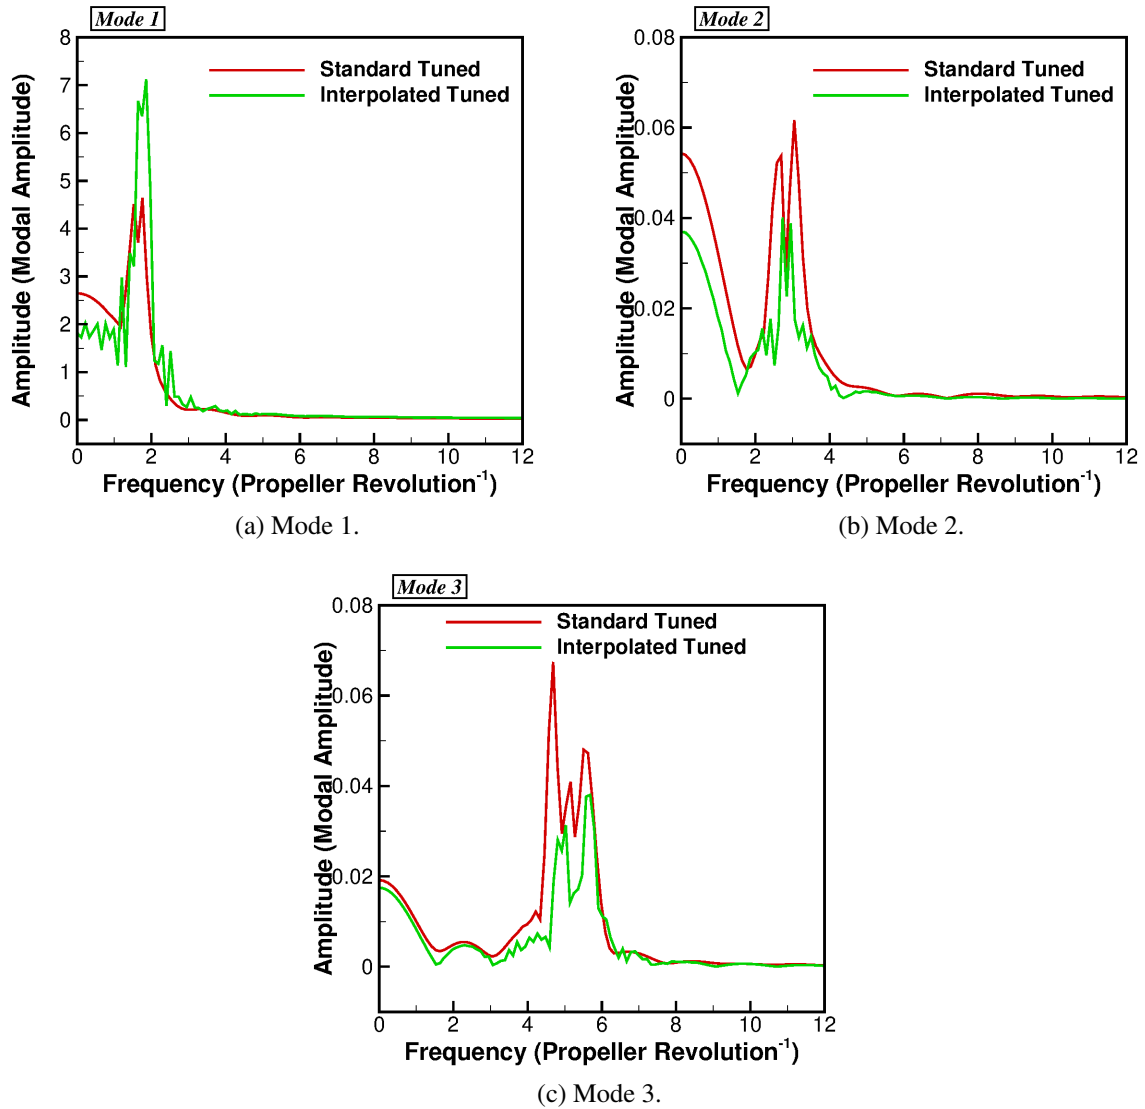 Mode 1
8
7
6
5
4
3
2
1
0
Amplitude (Modal Amplitude)
Standard Tuned
Interpolated Tuned
0 2 4 6 8 10 12
Frequency (Propeller Revolution-1)
(a) Mode 1.
Mode 2
0.08
0.06
0.04
0.02
0
Amplitude (Modal Amplitude)
Standard Tuned
Interpolated Tuned
0 2 4 6 8 10 12
Frequency (Propeller Revolution-1)
(b) Mode 2.
Mode 3
0.08
0.06
0.04
0.02
0
Amplitude (Modal Amplitude)
Standard Tuned
Interpolated Tuned
0 2 4 6 8 10 12
Frequency (Propeller Revolution-1)
(c) Mode 3.